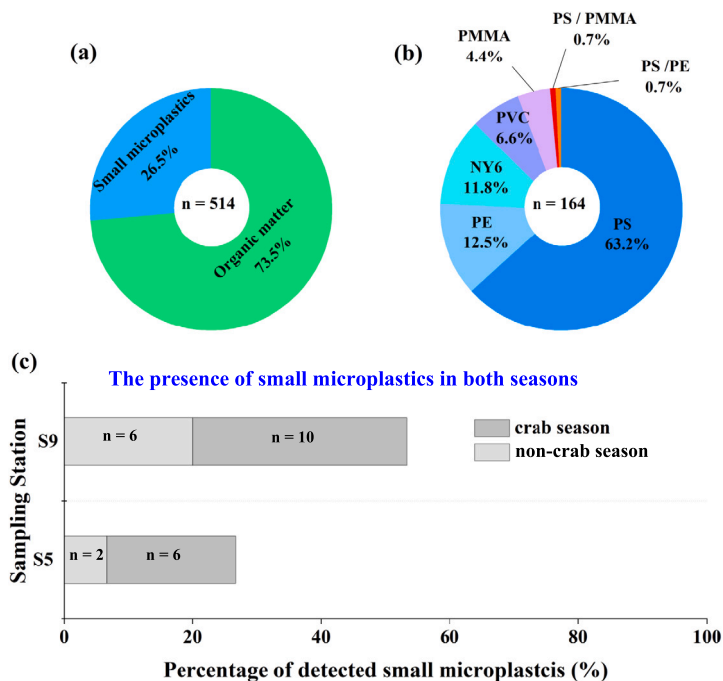 (a)
Small microplastics
26.5%
n = 514
Organic matter
73.5%
(b)
PS / PMMA
0.7%
PMMA
4.4%
PS /PE
0.7%
PVC
6.6%
NY6
11.8%
n = 164
PE
12.5%
PS
63.2%
(c)
The presence of small microplastics in both seasons
Sampling Station
S9
n = 6
n = 10
crab season
non-crab season
S5
n = 2
n = 6
0
20
40
60
80
100
Percentage of detected small microplastcis (%)